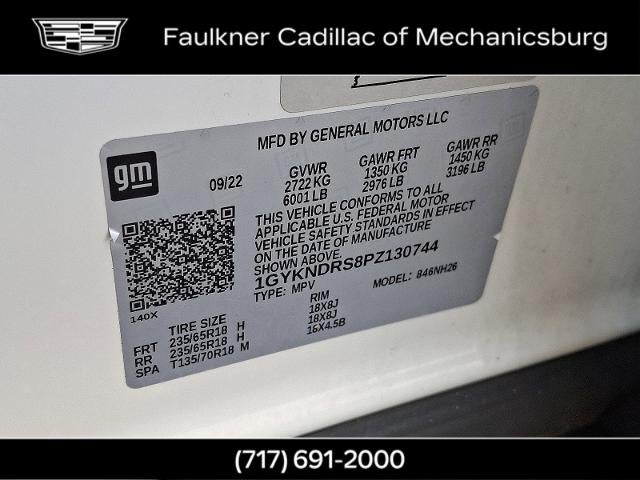 Faulkner Cadillac of Mechanicsburg
MFD BY GENERAL MOTORS LLC
gm
09/22 GVWR GAWR FRT GAWR RR
2722 KG 1350 KG 1450 KG
6001 LB 2976 LB 3196 LB
THIS VEHICLE CONFORMS TO ALL
APPLICABLE U.S. FEDERAL MOTOR
VEHICLE SAFETY STANDARDS IN EFFECT
ON THE DATE OF MANUFACTURE
SHOWN ABOVE.
1GYKNDRS8PZ130744
TYPE: MPV MODEL: 846NH26
140X
TIRE SIZE RIM
FRT 235/65R18 H 18X8J
RR 235/65R18 H 18X8J
SPA T135/70R18 M 16X4.5B
(717) 691-2000